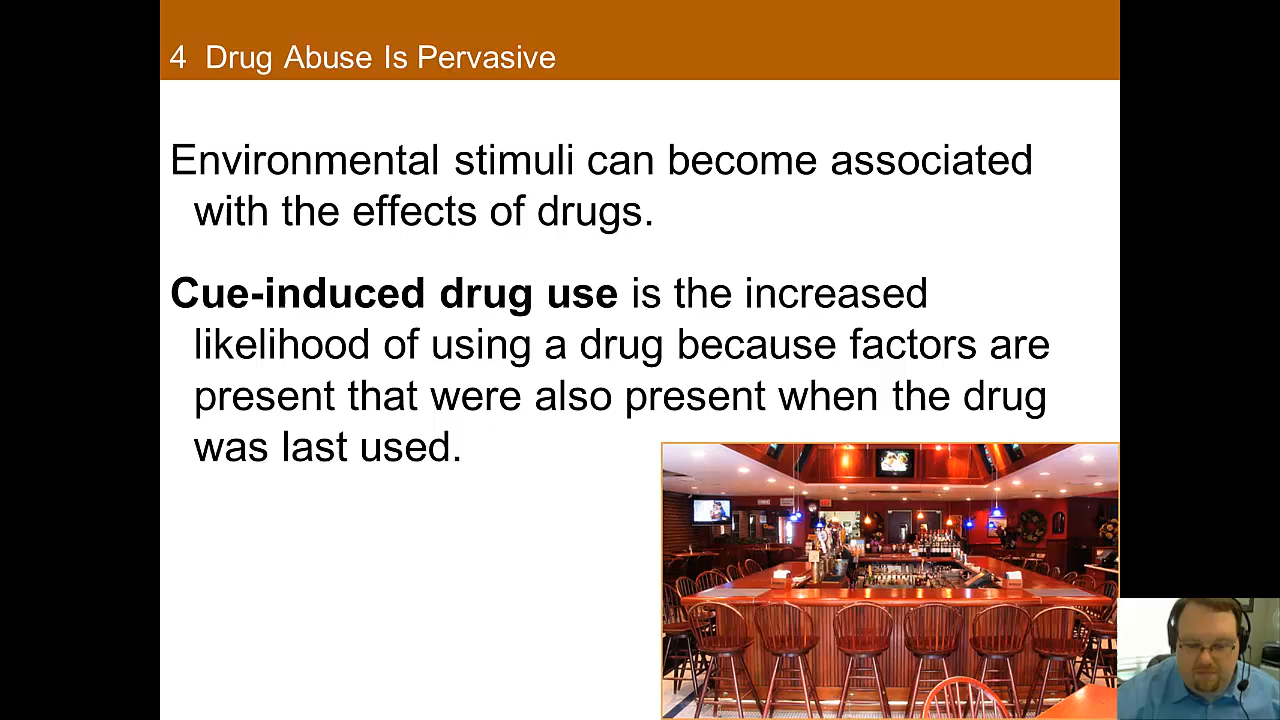 4 Drug Abuse Is Pervasive
Environmental stimuli can become associated
with the effects of drugs.
Cue-induced drug use is the increased
likelihood of using a drug because factors are
present that were also present when the drug
was last used.